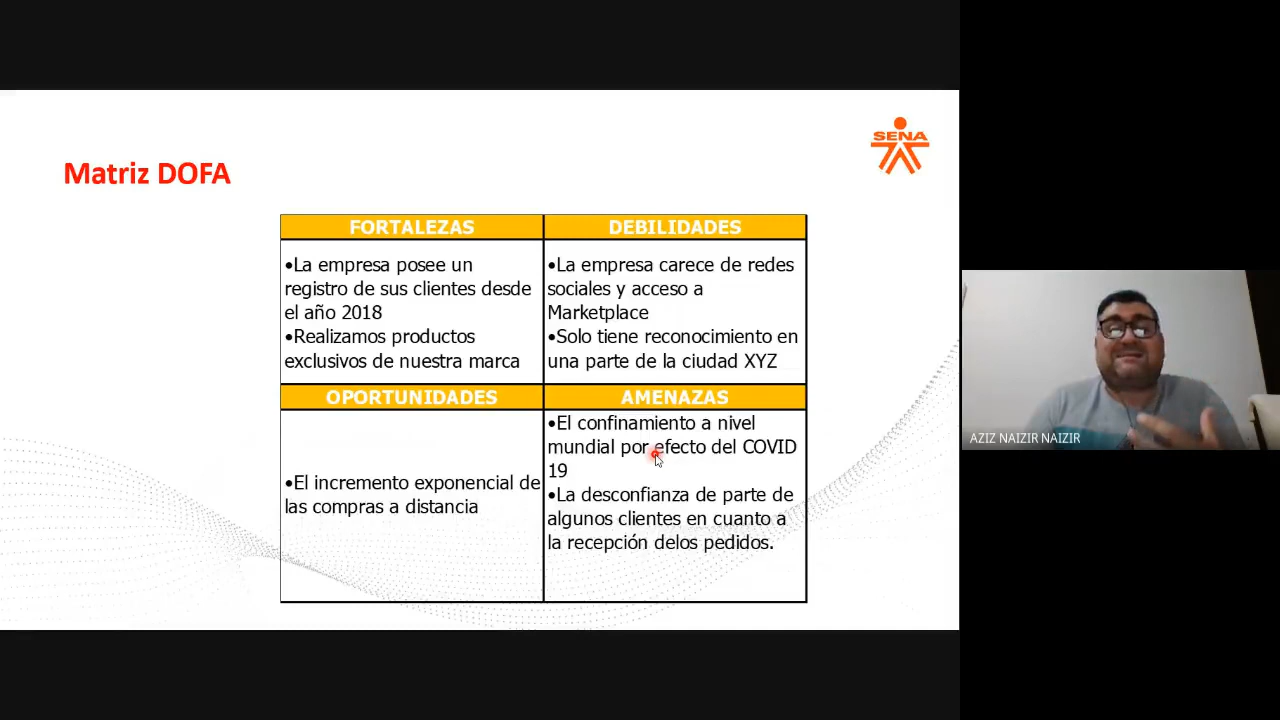 SENA
Matriz DOFA
FORTALEZAS
•La empresa posee un
registro de sus clientes desde
el año 2018
•Realizamos productos
exclusivos de nuestra marca
DEBILIDADES
•La empresa carece de redes
sociales y acceso a
Marketplace
•Solo tiene reconocimiento en
una parte de la ciudad XYZ
OPORTUNIDADES
•El incremento exponencial de
las compras a distancia
AMENAZAS
•El confinamiento a nivel
mundial por efecto del COVID
19
•La desconfianza de parte de
algunos clientes en cuanto a
la recepción delos pedidos.
AZIZ NAIZIR NAIZIR